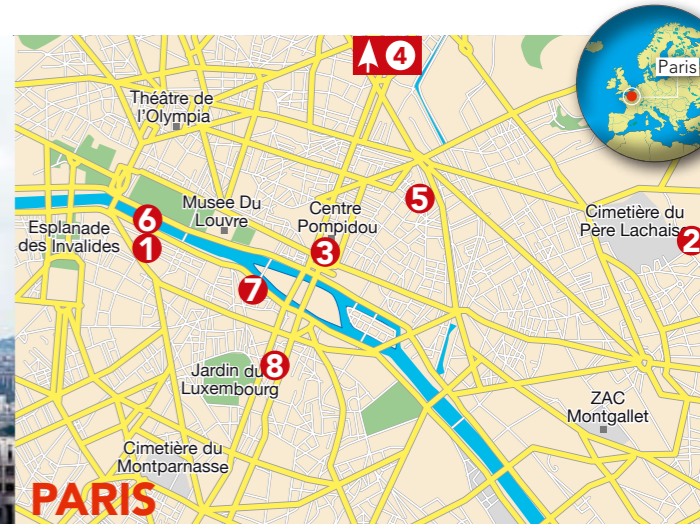 4
Paris
Théâtre de
l'Olympia
5
Musee Du
Louvre
Centre
Pompidou
Cimetière du
Père Lachais
2
6
Esplanade
des Invalides
1
3
7
8
Jardin du
Luxembourg
ZAC
Montgallet
Cimetière du
Montparnasse
PARIS